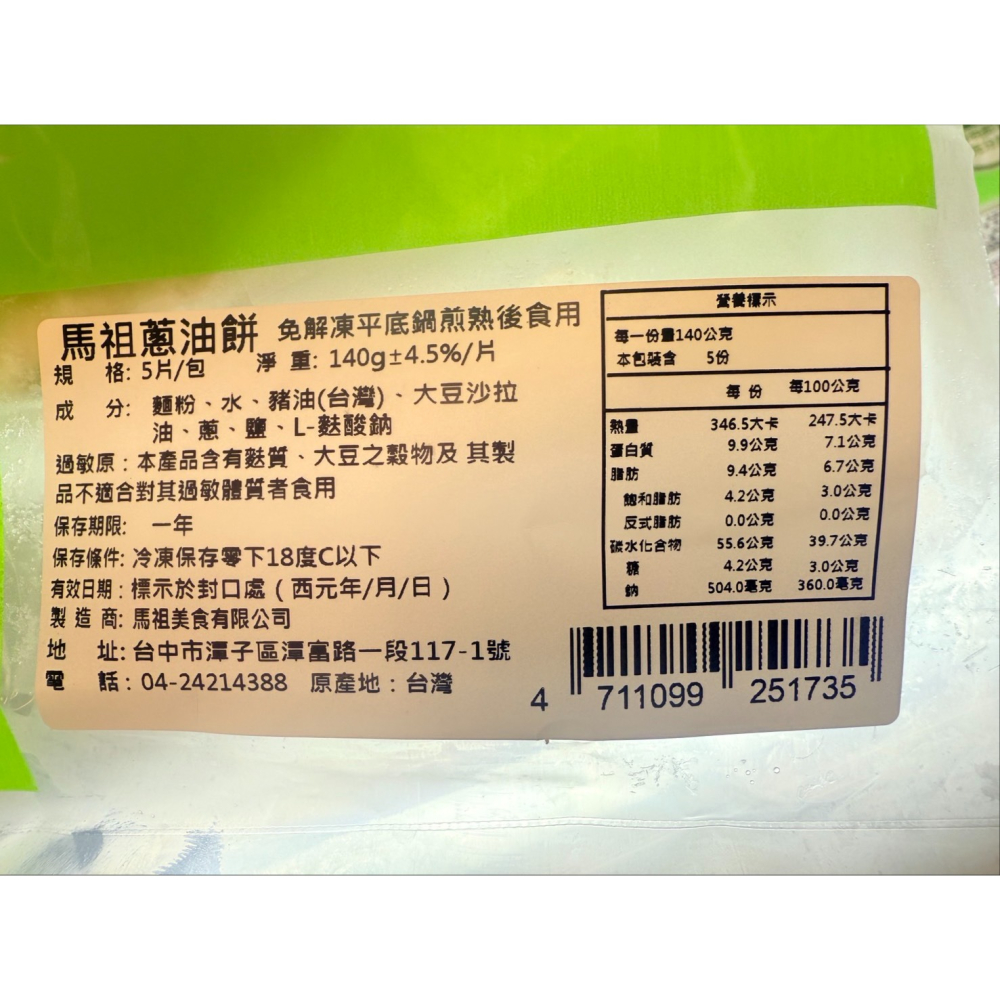 馬祖蔥油餅 免解凍平底鍋煎熟後食用
規 格: 5片/包 淨 重: 140g±4.5%/片
成 分: 麵粉、水、豬油(台灣)、大豆沙拉
油、蔥、鹽、L-麩酸鈉
過敏原：本產品含有麩質、大豆之穀物及 其製
品不適合對其過敏體質者食用
保存期限: 一年
保存條件: 冷凍保存零下18度C以下
有效日期：標示於封口處（西元年/月/日）
製 造 商: 馬祖美食有限公司
地 址: 台中市潭子區潭富路一段117-1號
電 話：04-24214388 原產地：台灣
營養標示
每一份量140公克
本包裝含 5份
每 份 每100公克
熱量 346.5大卡 247.5大卡
蛋白質 9.9公克 7.1公克
脂肪 9.4公克 6.7公克
飽和脂肪 4.2公克 3.0公克
反式脂肪 0.0公克 0.0公克
碳水化合物 55.6公克 39.7公克
糖 4.2公克 3.0公克
鈉 504.0毫克 360.0毫克
4 711099 251735